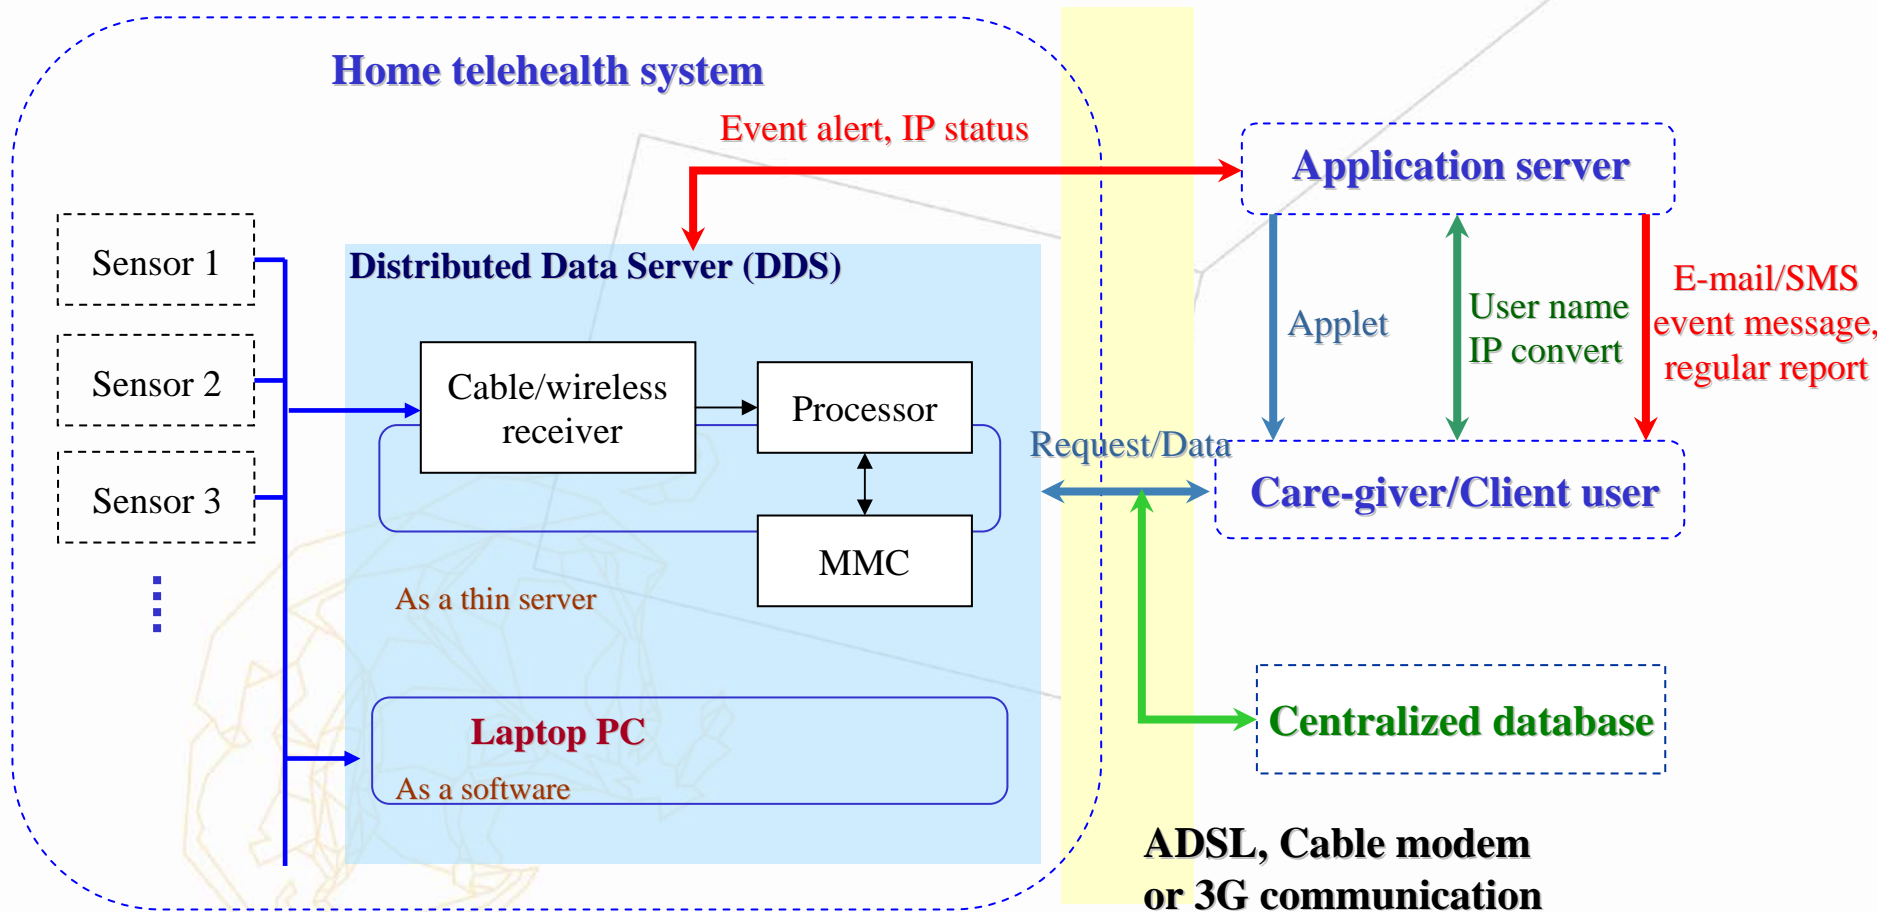 Home telehealth system
Event alert, IP status
Application server
Sensor 1
Sensor 2
Sensor 3
Distributed Data Server (DDS)
Cable/wireless
receiver
Processor
MMC
As a thin server
Laptop PC
As a software
Applet
User name
IP convert
E-mail/SMS
event message,
regular report
Request/Data
Care-giver/Client user
Centralized database
ADSL, Cable modem
or 3G communication